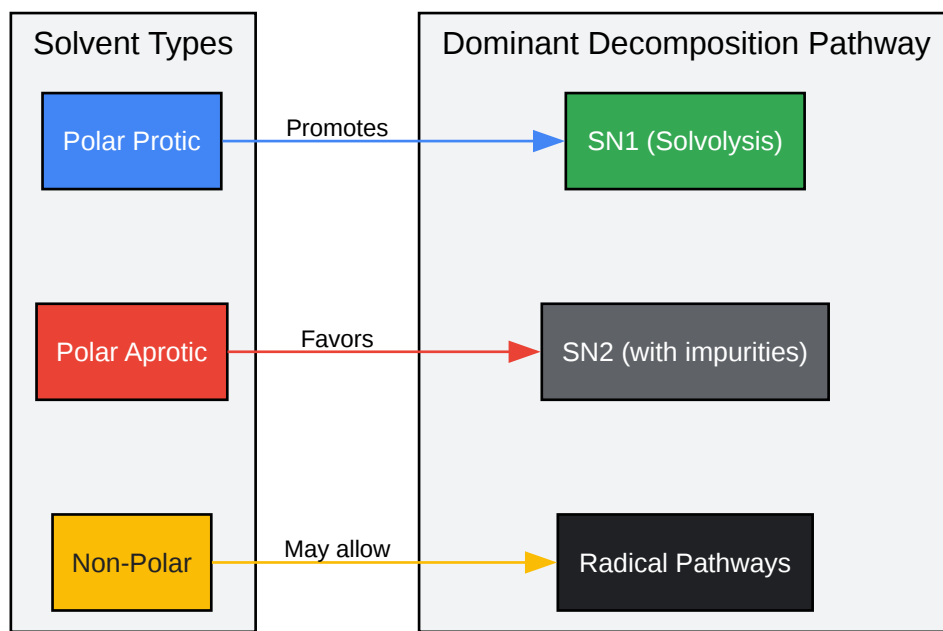 Solvent Types
Dominant Decomposition Pathway
Polar Protic
Promotes
SN1 (Solvolysis)
Polar Aprotic
Favors
SN2 (with impurities)
Non-Polar
May allow
Radical Pathways